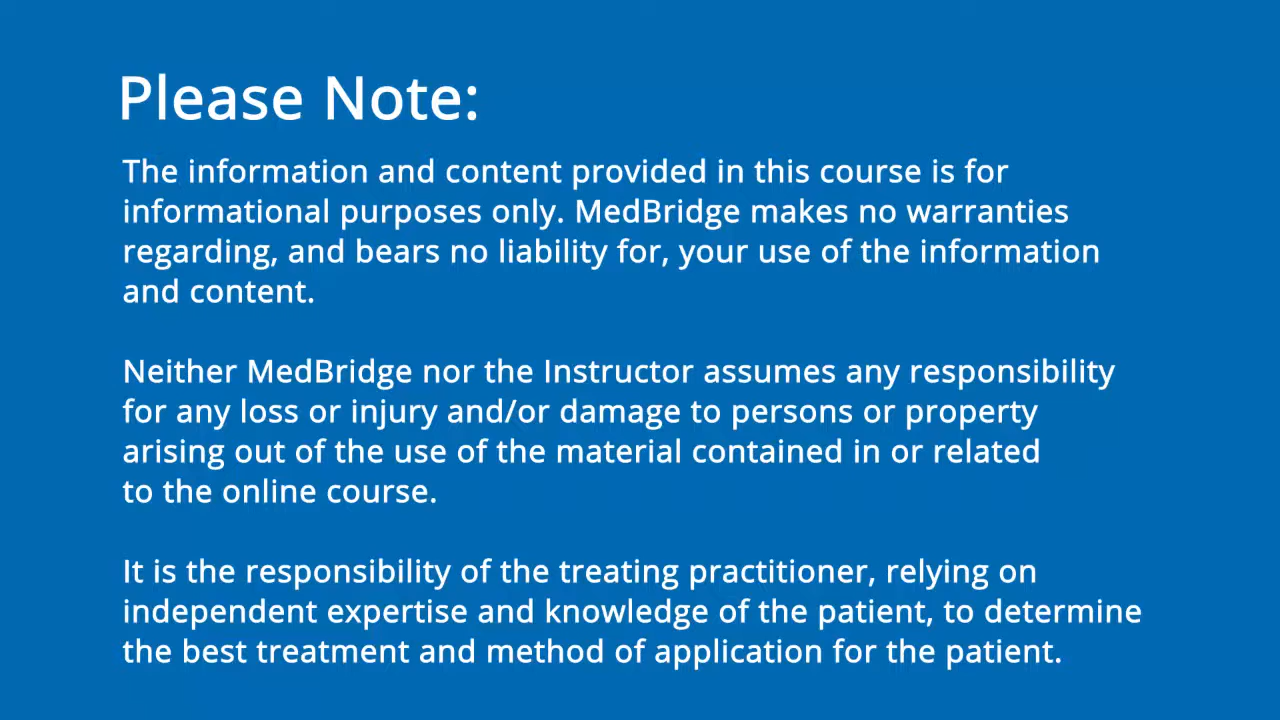 Please Note:
The information and content provided in this course is for
informational purposes only. MedBridge makes no warranties
regarding, and bears no liability for, your use of the information
and content.
Neither MedBridge nor the Instructor assumes any responsibility
for any loss or injury and/or damage to persons or property
arising out of the use of the material contained in or related
to the online course.
It is the responsibility of the treating practitioner, relying on
independent expertise and knowledge of the patient, to determine
the best treatment and method of application for the patient.